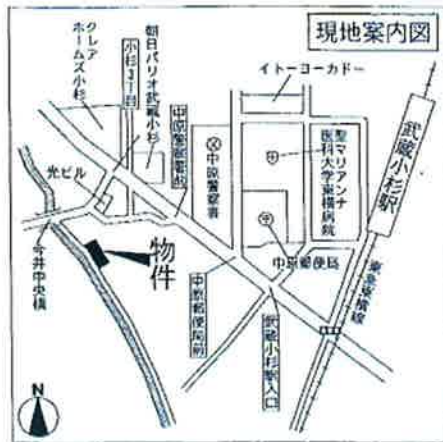 現地案内図
クレア
ホームズ小杉
小杉3丁目
朝日パリオ武蔵小杉
中原警察署前
イトーヨーカドー
中原警察署
聖マリアンナ
医科大学東横病院
武蔵小杉駅
光ビル
今井中央橋
物件
中原郵便局
中原郵便局前
武蔵小杉駅入口
東急東横線
N